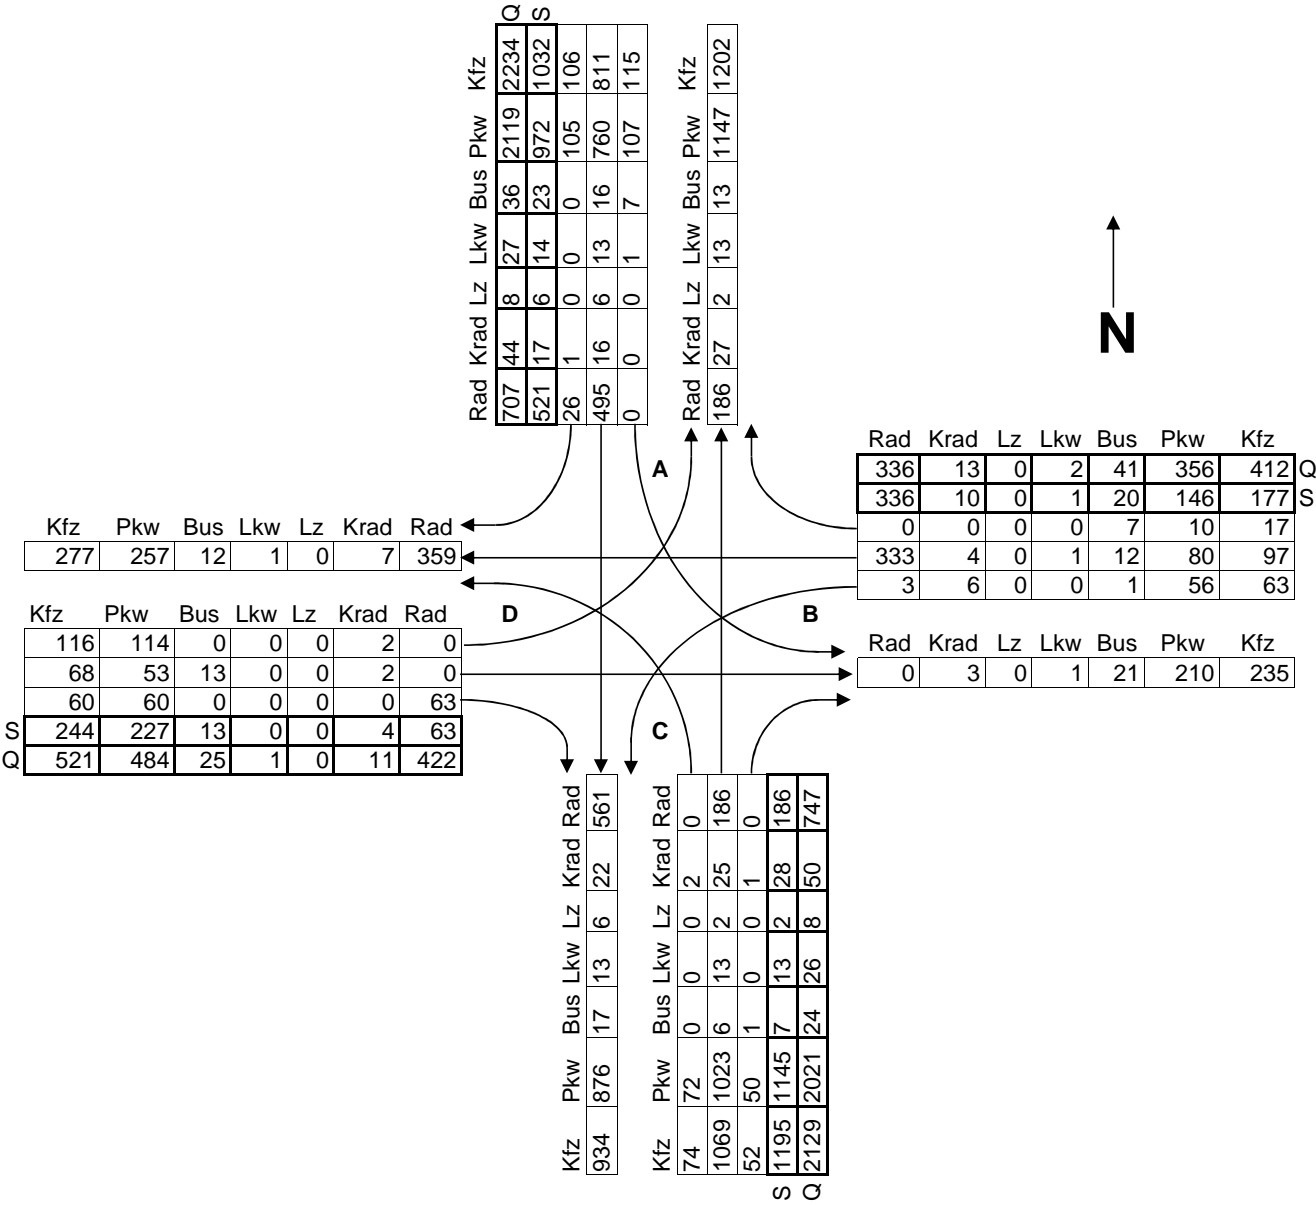 Q S
Kfz 2234 1032 106 811 115
Pkw 2119 972 105 760 107
Bus 36 23 0 16 7
Lkw 27 14 0 13 1
Lz 8 6 0 6 0
Krad 44 17 1 16 0
Rad 707 521 26 495 0
Kfz 1202
Pkw 1147
Bus 13
Lkw 13
Lz 2
Krad 27
Rad 186
N
A
Rad Krad Lz Lkw Bus Pkw Kfz
336 13 0 2 41 356 412 Q
336 10 0 1 20 146 177 S
0 0 0 0 7 10 17
333 4 0 1 12 80 97
3 6 0 0 1 56 63
Kfz Pkw Bus Lkw Lz Krad Rad
277 257 12 1 0 7 359
D
B
Kfz Pkw Bus Lkw Lz Krad Rad
116 114 0 0 0 2 0
68 53 13 0 0 2 0
60 60 0 0 0 0 63
S 244 227 13 0 0 4 63
Q 521 484 25 1 0 11 422
Rad Krad Lz Lkw Bus Pkw Kfz
0 3 0 1 21 210 235
C
Rad 561
Krad 22
Lz 6
Lkw 13
Bus 17
Pkw 876
Kfz 934
Rad 0 186 0 186 747
Krad 2 25 1 28 50
Lz 0 2 0 2 8
Lkw 0 13 0 13 26
Bus 0 6 1 7 24
Pkw 72 1023 50 1145 2021
Kfz 74 1069 52 1195 2129
S Q